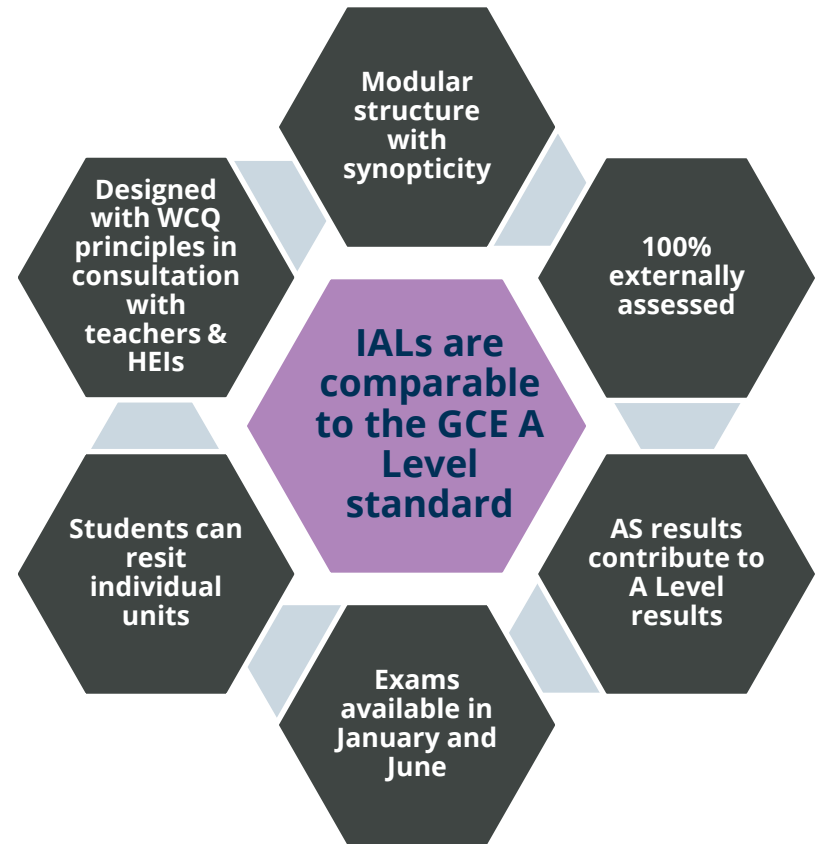 Modular
structure
with
synopticity
100%
externally
assessed
AS results
contribute to
A Level
results
Exams
available in
January and
June
Students can
resit
individual
units
Designed
with WCQ
principles in
consultation
with
teachers &
HEIs
IALs are
comparable
to the GCE A
Level
standard